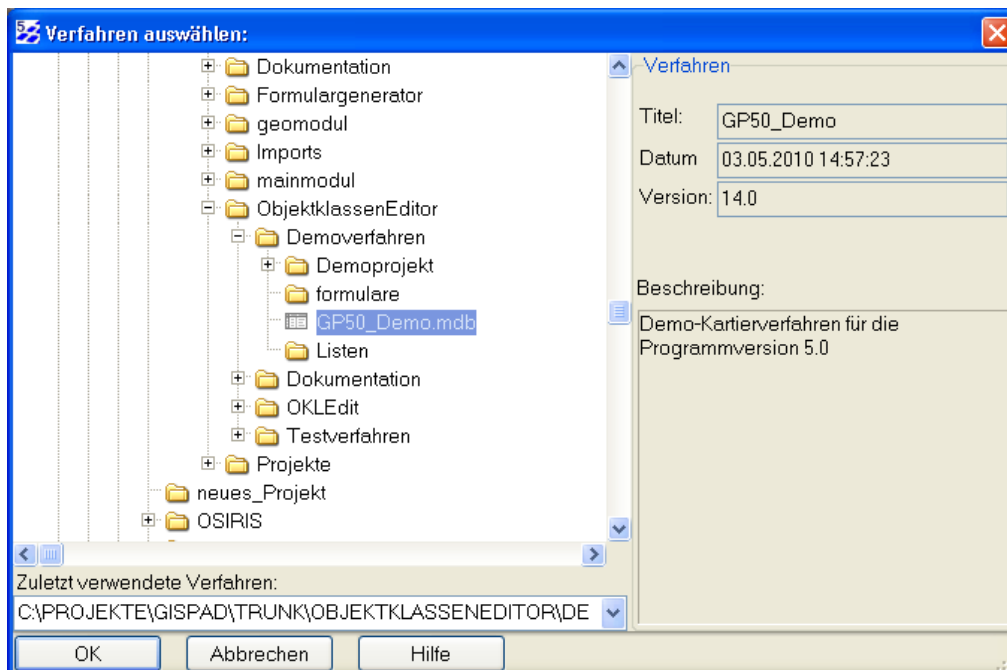 Verfahren auswählen:
Dokumentation
Formulargenerator
geomodul
Imports
mainmodul
ObjektklassenEditor
Demoverfahren
Demoprojekt
formulare
GP50_Demo.mdb
Listen
Dokumentation
OKLEdit
Testverfahren
Projekte
neues_Projekt
OSIRIS
Zuletzt verwendete Verfahren:
C:\PROJEKTE\GISPAD\TRUNK\OBJEKTKLASSENEDITOR\DE
OK
Abbrechen
Hilfe
Verfahren
Titel: GP50_Demo
Datum 03.05.2010 14:57:23
Version: 14.0
Beschreibung:
Demo-Kartierverfahren für die
Programmversion 5.0